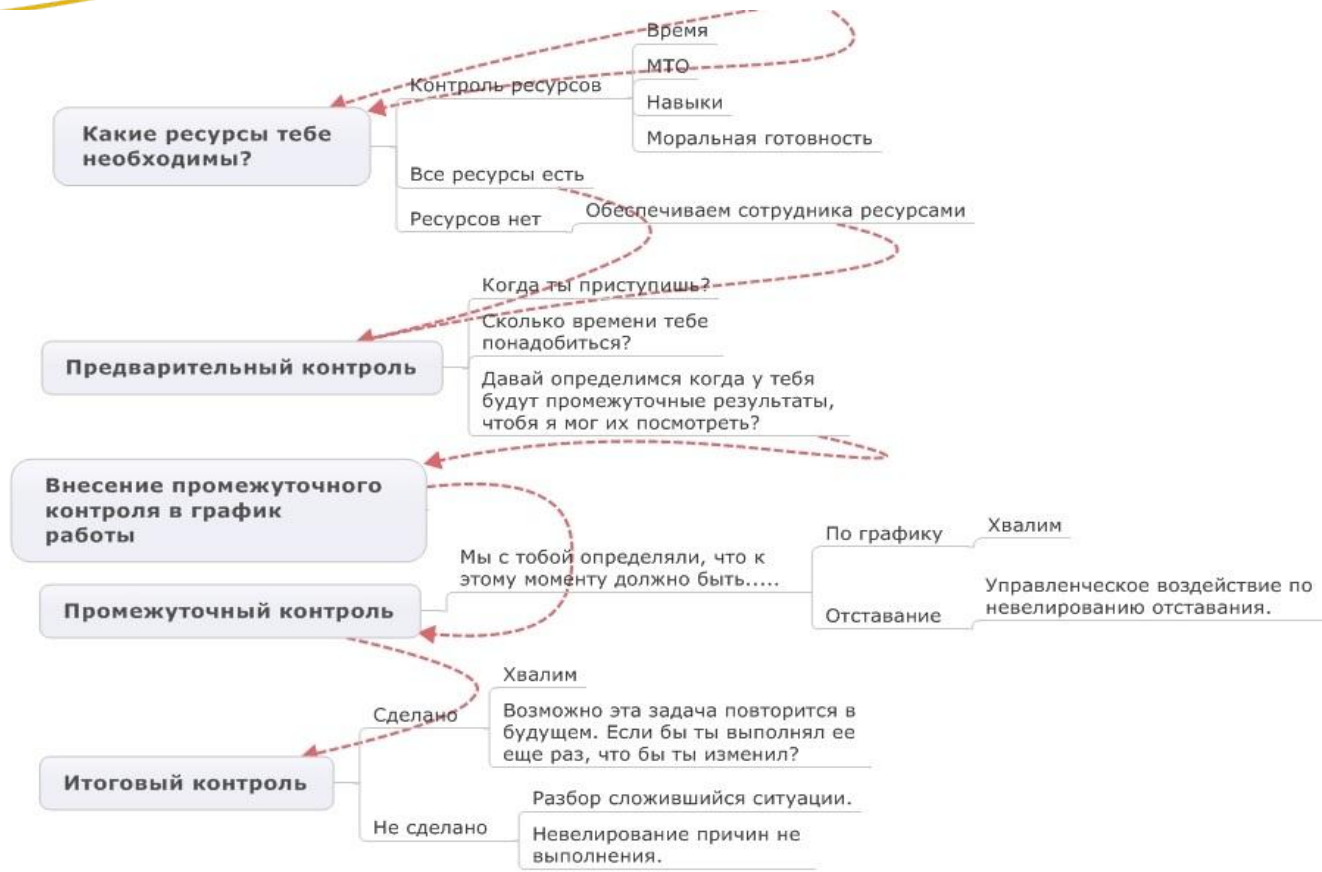 Какие ресурсы тебе
необходимы?
Контроль ресурсов
Время
МТО
Навыки
Моральная готовность
Все ресурсы есть
Ресурсов нет
Обеспечиваем сотрудника ресурсами
Предварительный контроль
Когда ты приступишь?
Сколько времени тебе
понадобиться?
Давай определимся когда у тебя
будут промежуточные результаты,
чтобя я мог их посмотреть?
Внесение промежуточного
контроля в график
работы
Промежуточный контроль
Мы с тобой определяли, что к
этому моменту должно быть.....
По графику
Хвалим
Отставание
Управленческое воздействие по
невелированию отставания.
Итоговый контроль
Сделано
Хвалим
Возможно эта задача повторится в
будущем. Если бы ты выполнял ее
еще раз, что бы ты изменил?
Не сделано
Разбор сложившийся ситуации.
Невелирование причин не
выполнения.